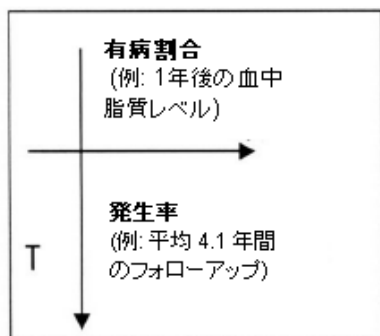 有病割合
(例: 1年後の血中
脂質レベル)
発生率
(例: 平均 4.1 年間
のフォローアップ)
T